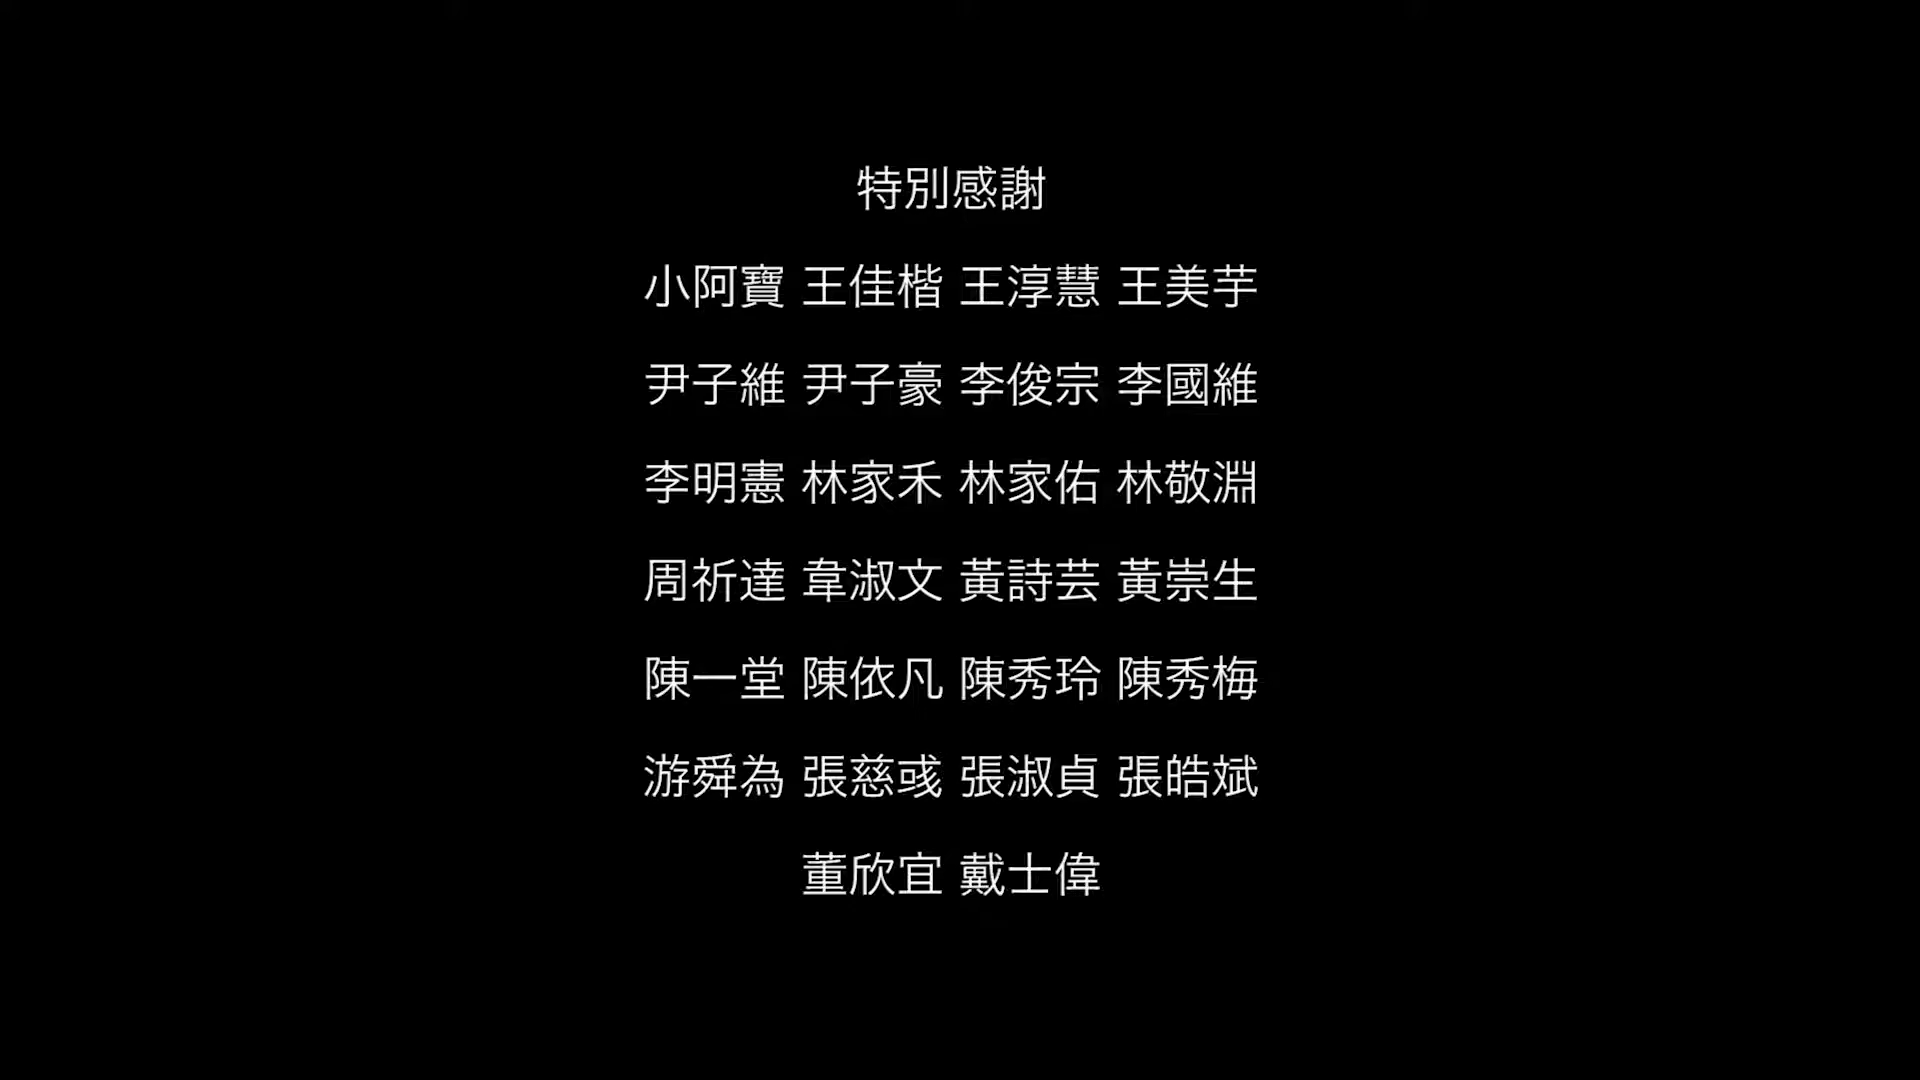 特別感謝
小阿寶 王佳楷 王淳慧 王美芋
尹子維 尹子豪 李俊宗 李國維
李明憲 林家禾 林家佑 林敬淵
周祈達 韋淑文 黃詩芸 黃崇生
陳一堂 陳依凡 陳秀玲 陳秀梅
游舜為 張慈彧 張淑貞 張皓斌
董欣宜 戴士偉